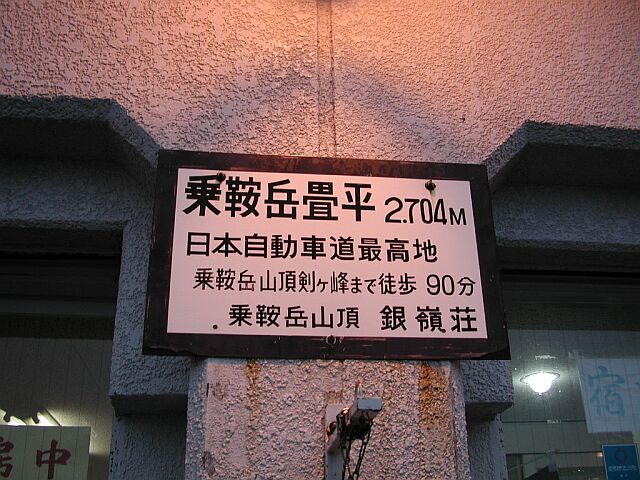 乗鞍岳畳平 2.704M
日本自動車道最高地
乗鞍岳山頂剣ヶ峰まで徒歩 90分
乗鞍岳山頂 銀嶺荘
宿
中